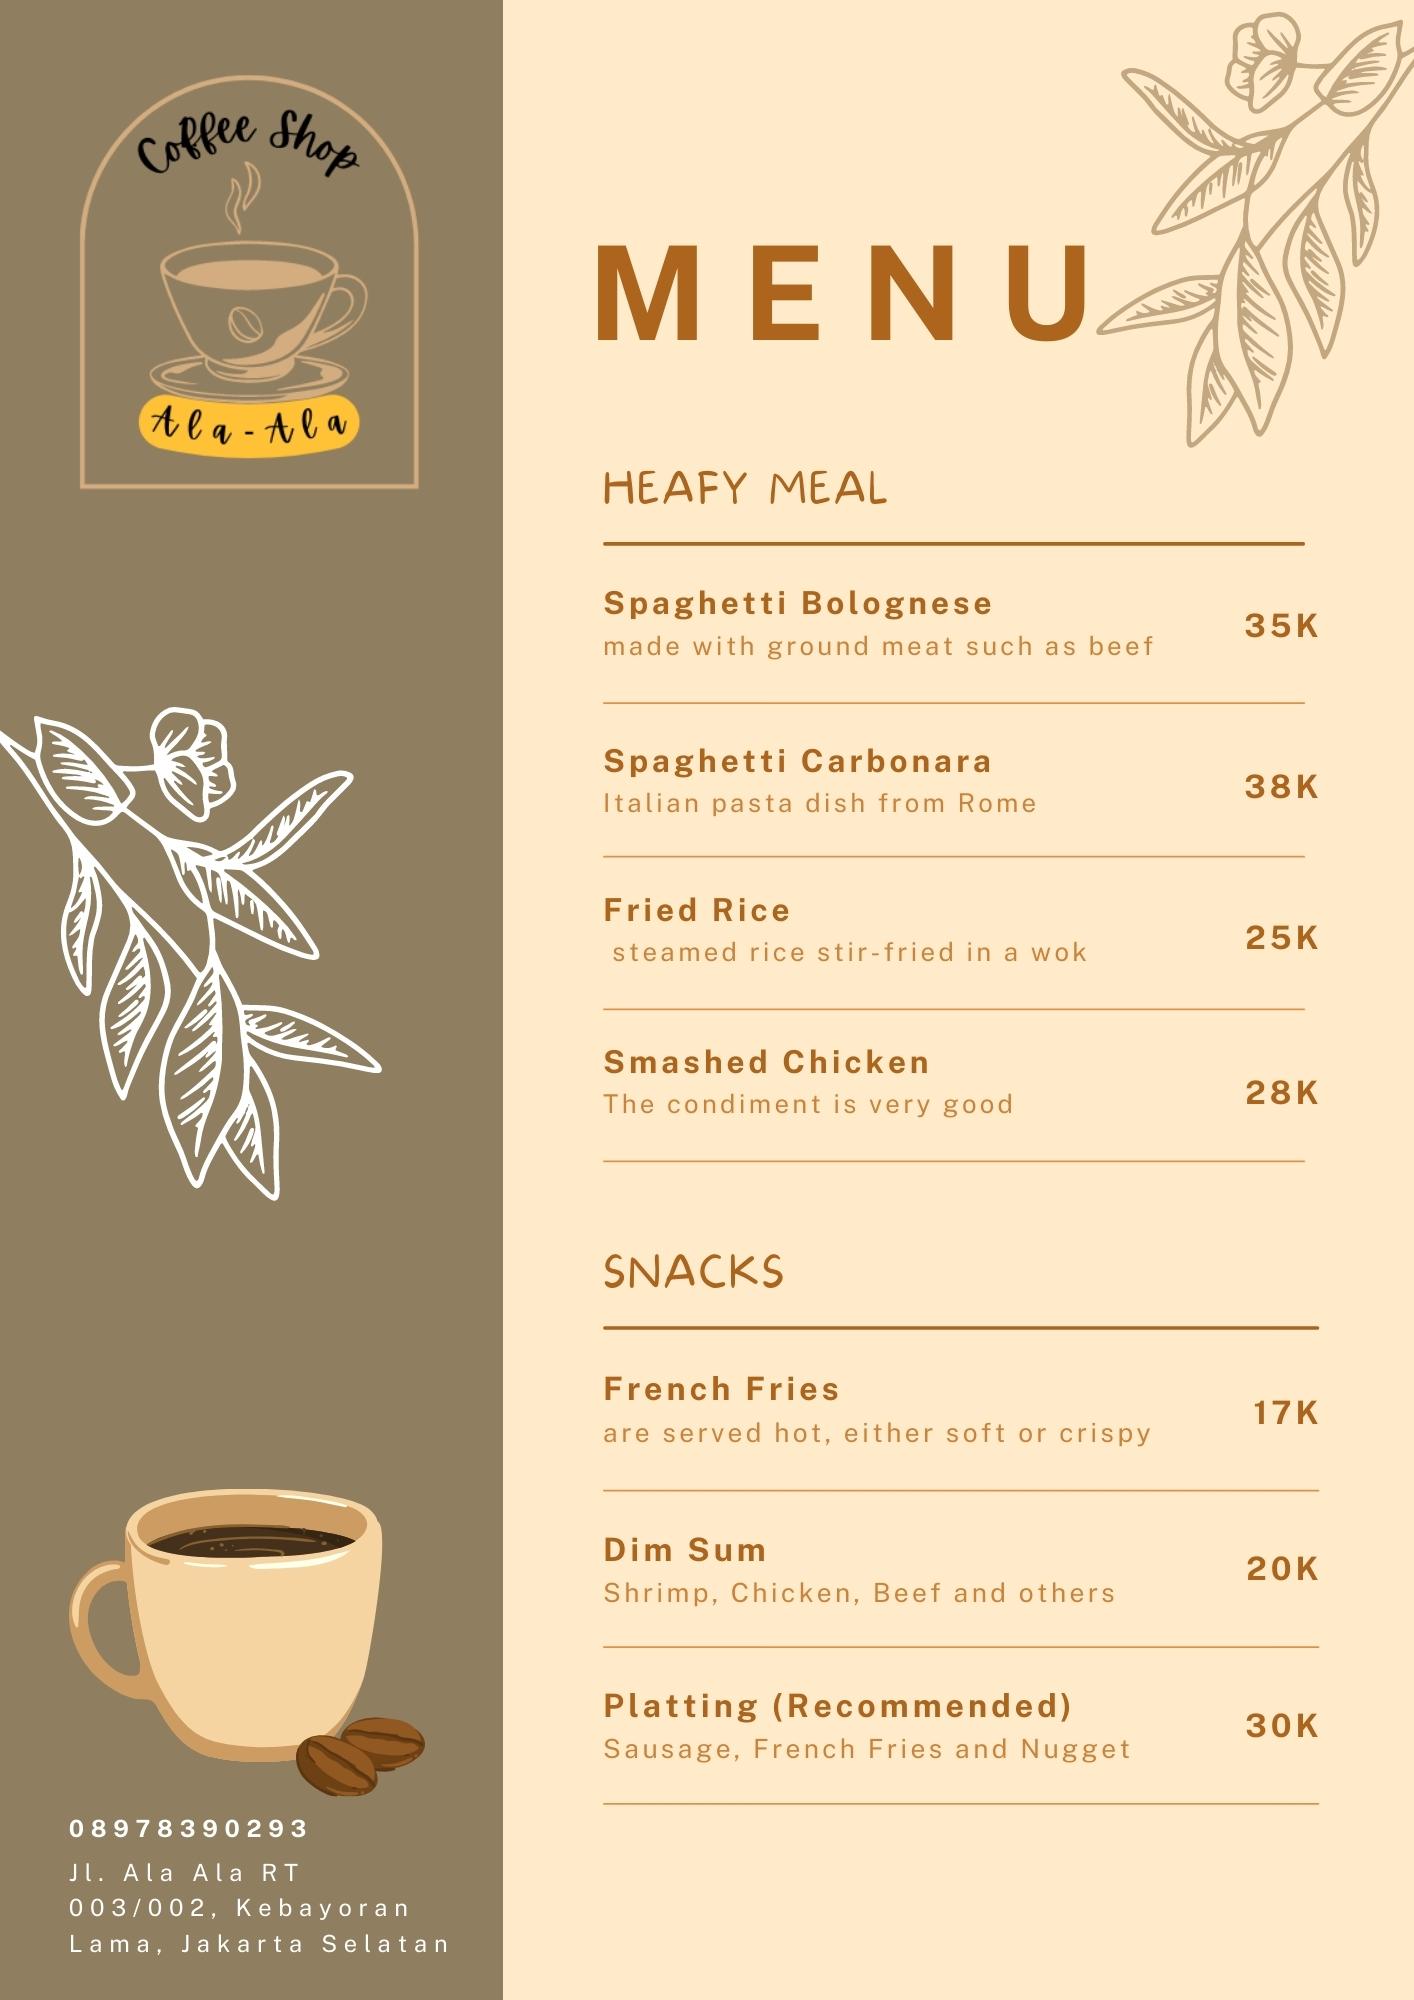 Coffee Shop
Ala-Ala
MENU
HEAFY MEAL
Spaghetti Bolognese
made with ground meat such as beef
35K
Spaghetti Carbonara
Italian pasta dish from Rome
38K
Fried Rice
steamed rice stir-fried in a wok
25K
Smashed Chicken
The condiment is very good
28K
SNACKS
French Fries
are served hot, either soft or crispy
17K
Dim Sum
Shrimp, Chicken, Beef and others
20K
Platting (Recommended)
Sausage, French Fries and Nugget
30K
08978390293
Jl. Ala Ala RT
003/002, Kebayoran
Lama, Jakarta Selatan